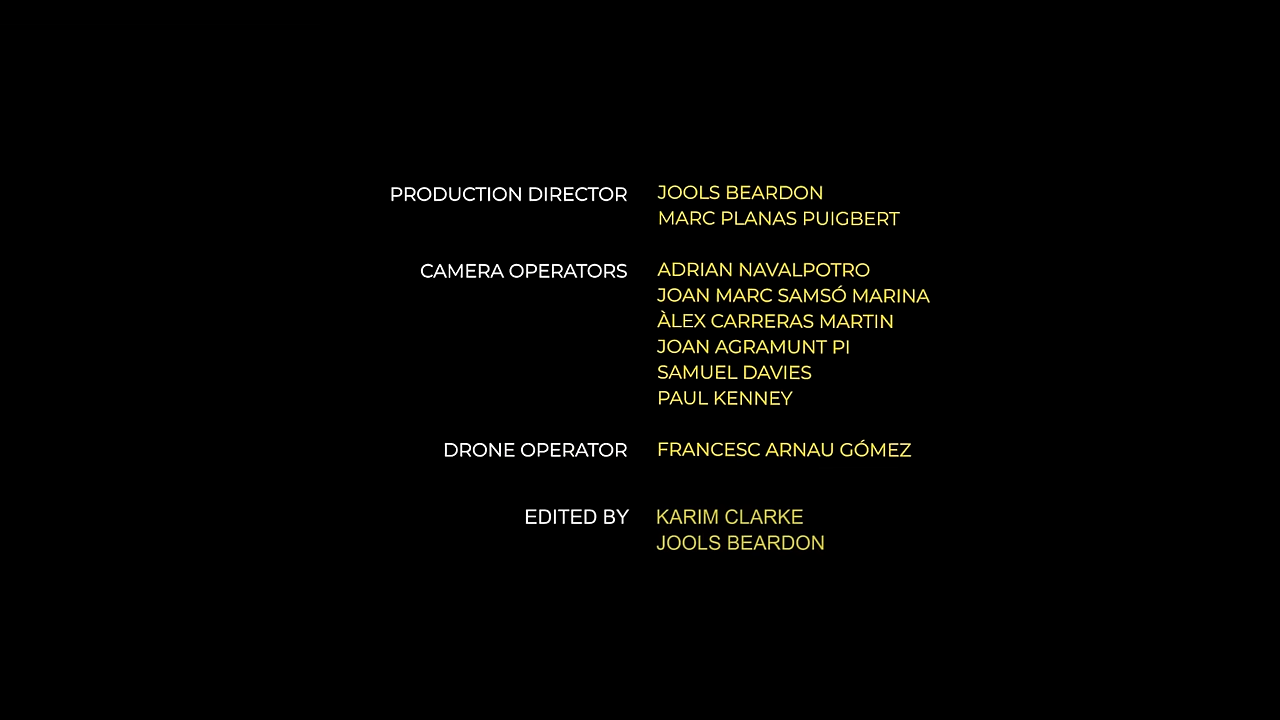 PRODUCTION DIRECTOR JOOLS BEARDON
MARC PLANAS PUIGBERT
CAMERA OPERATORS ADRIAN NAVALPOTRO
JOAN MARC SAMSÓ MARINA
ÀLEX CARRERAS MARTIN
JOAN AGRAMUNT PI
SAMUEL DAVIES
PAUL KENNEY
DRONE OPERATOR FRANCESC ARNAU GÓMEZ
EDITED BY KARIM CLARKE
JOOLS BEARDON